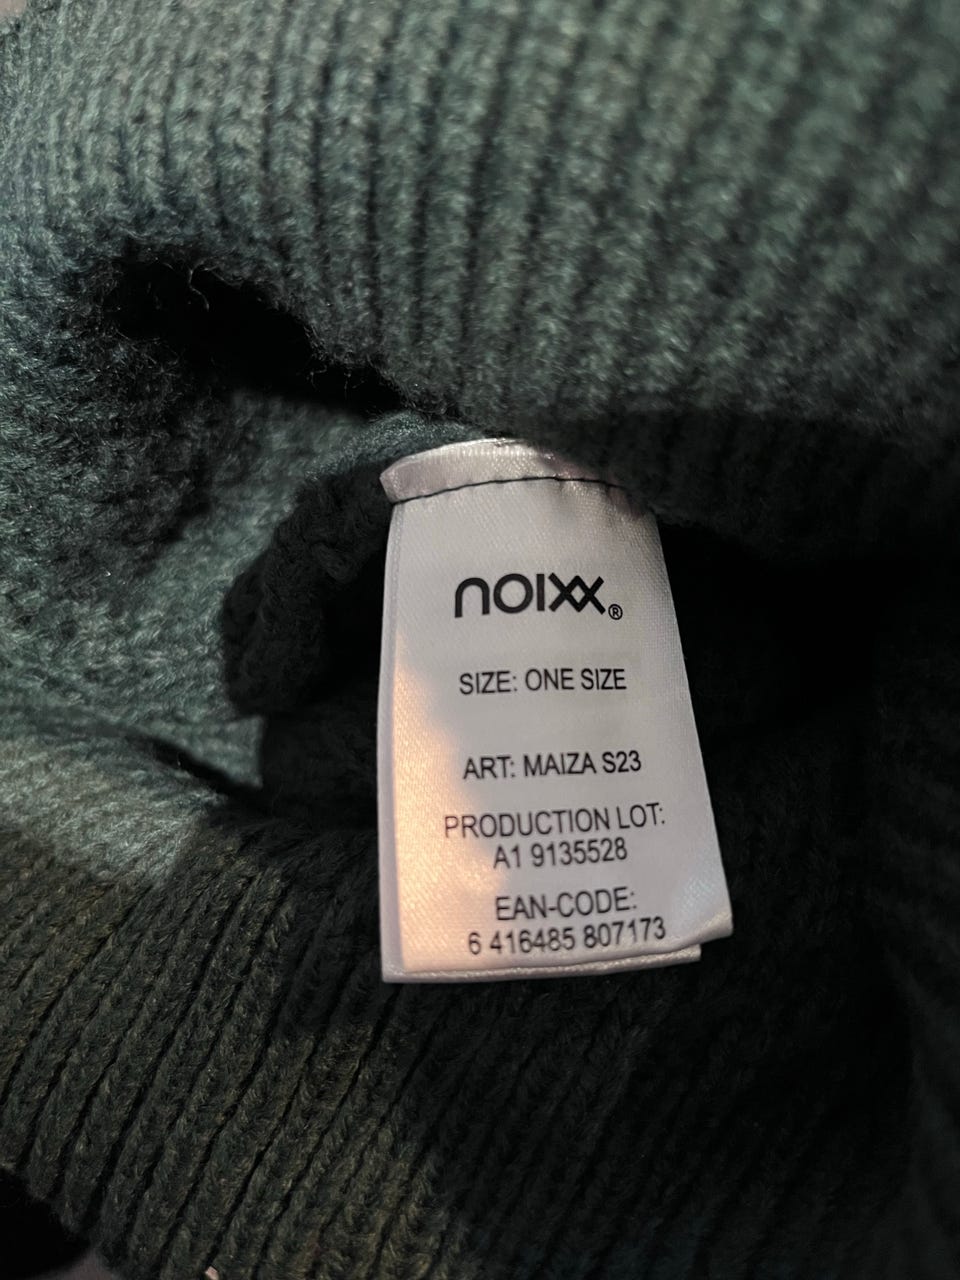 noixx®
SIZE: ONE SIZE
ART: MAIZA S23
PRODUCTION LOT:
A1 9135528
EAN-CODE:
6 416485 807173